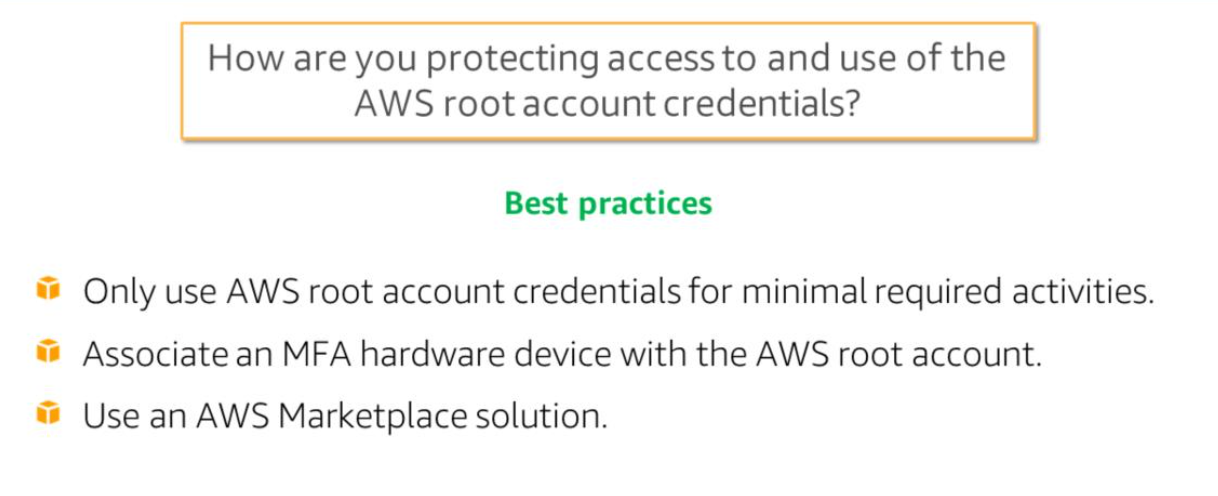 How are you protecting access to and use of the
AWS root account credentials?
Best practices
Only use AWS root account credentials for minimal required activities.
Associate an MFA hardware device with the AWS root account.
Use an AWS Marketplace solution.